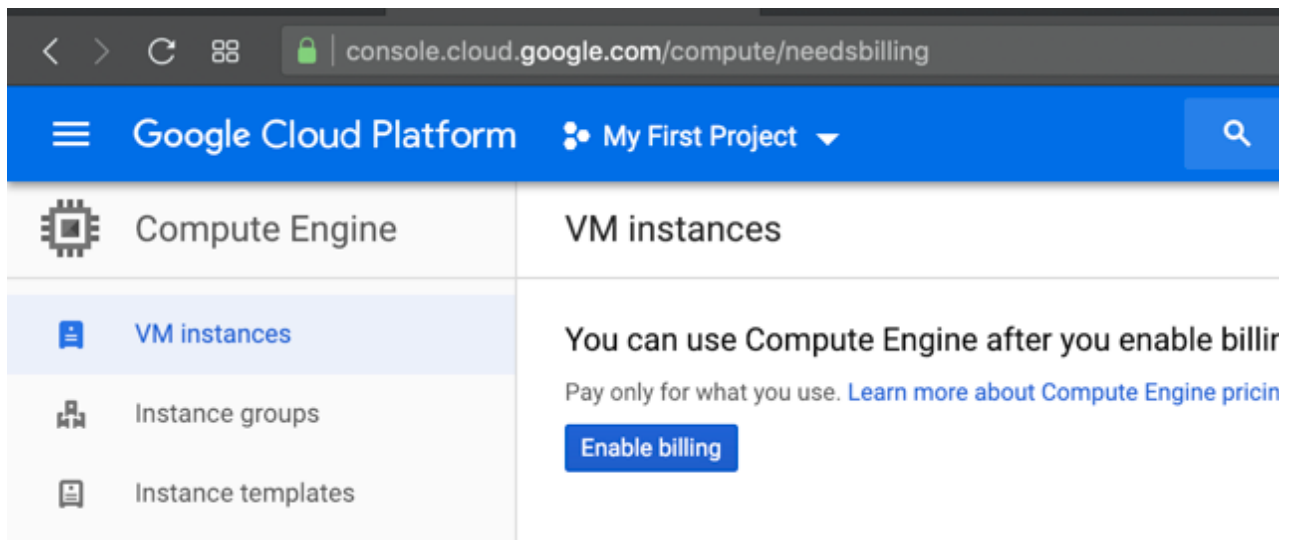 console.cloud.google.com/compute/needsbilling
Google Cloud Platform My First Project
Compute Engine
VM instances
VM instances
You can use Compute Engine after you enable
Pay only for what you use. Learn more about Compute Engine
Enable billing
Instance groups
Instance templates